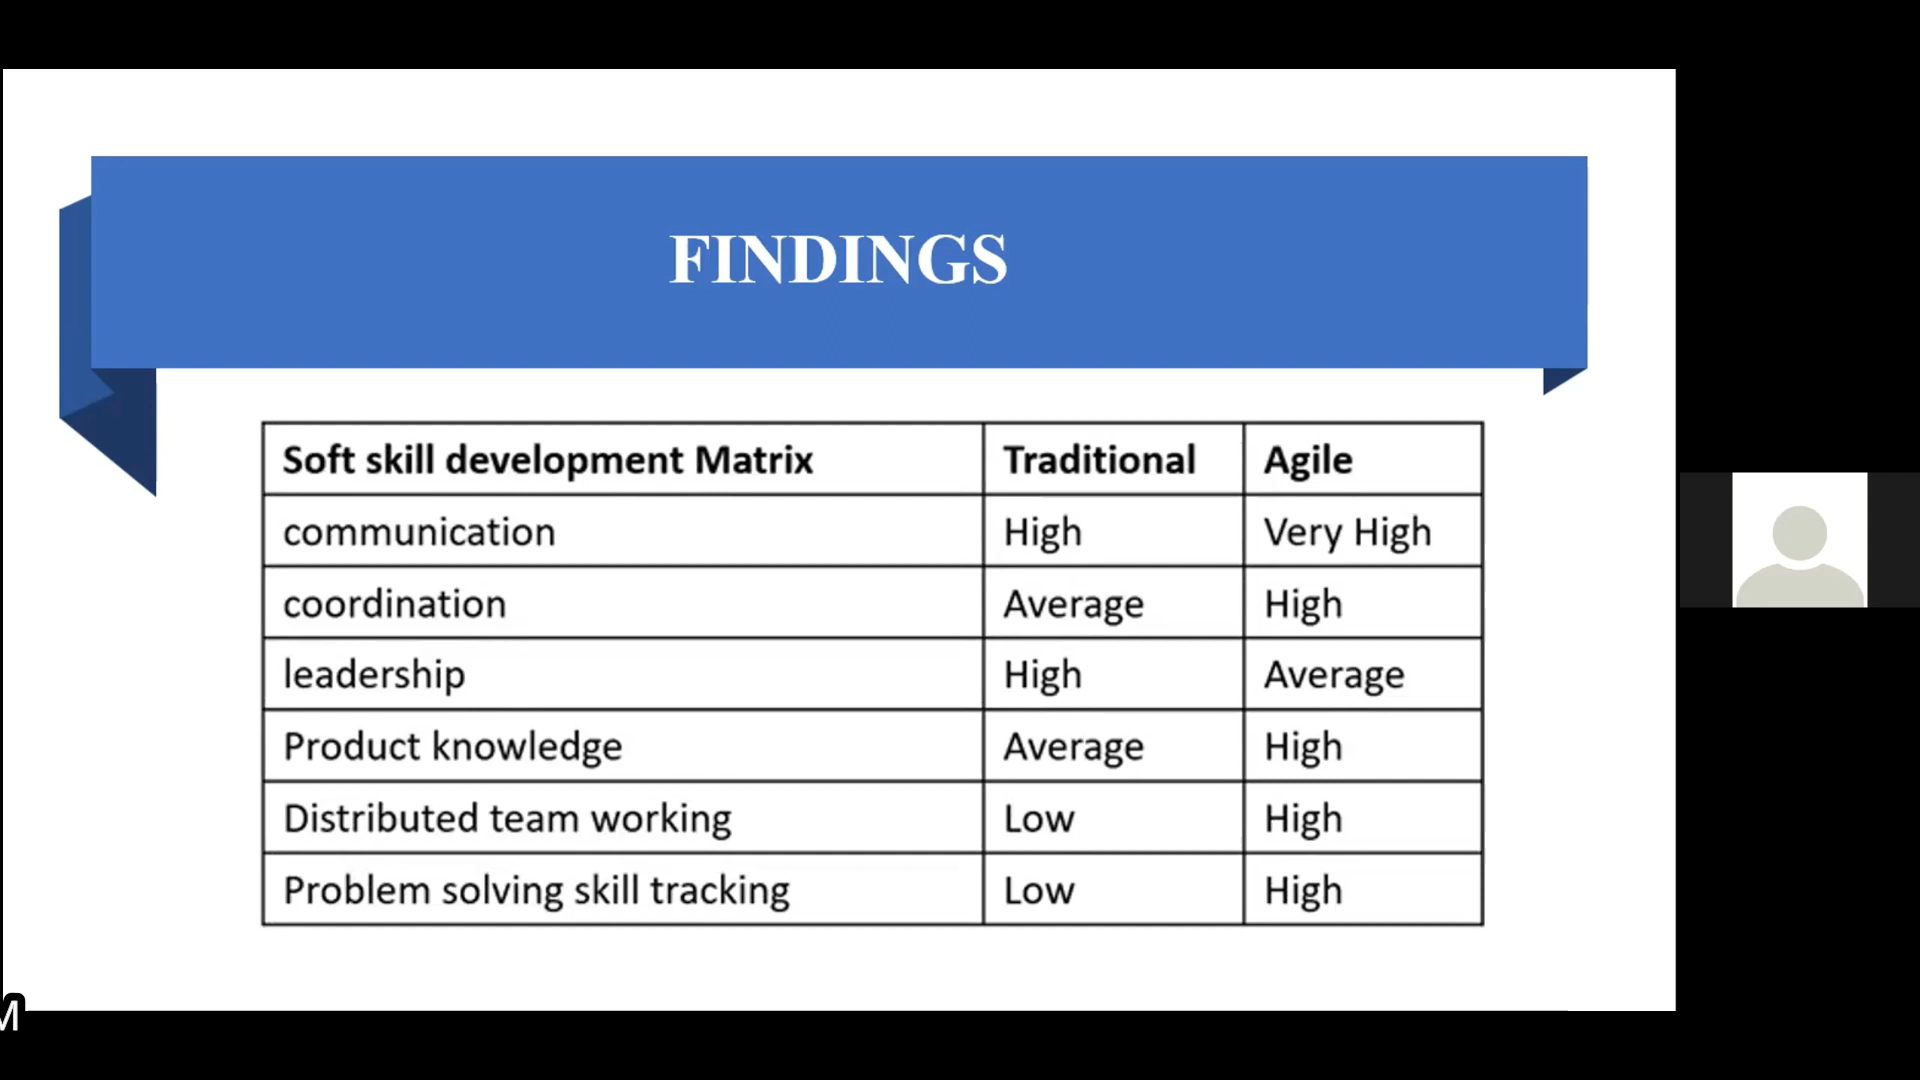 FINDINGS
Soft skill development Matrix Traditional Agile
communication High Very High
coordination Average High
leadership High Average
Product knowledge Average High
Distributed team working Low High
Problem solving skill tracking Low High
M